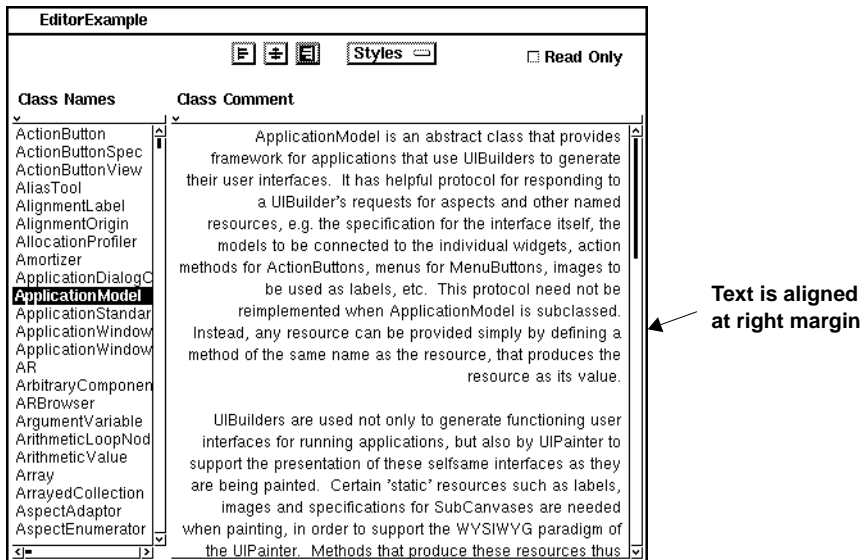 EditorExample
Styles
Read Only
Class Names
Class Comment
ActionButton
ActionButtonSpec
ActionButtonView
AliasTool
AlignmentLabel
AlignmentOrigin
AllocationProfiler
Amortizer
ApplicationDialogC
ApplicationModel
ApplicationStandar
ApplicationWindow
ApplicationWindow
AR
ArbitraryComponen
ARBrowser
ArgumentVariable
ArithmeticLoopNod
ArithmeticValue
Array
ArrayedCollection
AspectAdaptor
AspectEnumerator
ApplicationModel is an abstract class that provides
framework for applications that use UIBuilders to generate
their user interfaces.  It has helpful protocol for responding to
a UIBuilder's requests for aspects and other named
resources, e.g. the specification for the interface itself, the
models to be connected to the individual widgets, action
methods for ActionButtons, menus for MenuButtons, images to
be used as labels, etc.  This protocol need not be
reimplemented when ApplicationModel is subclassed.
Instead, any resource can be provided simply by defining a
method of the same name as the resource, that produces the
resource as its value.
UIBuilders are used not only to generate functioning user
interfaces for running applications, but also by UIPainter to
support the presentation of these selfsame interfaces as they
are being painted.  Certain 'static' resources such as labels,
images and specifications for SubCanvases are needed
when painting, in order to support the WYSIWYG paradigm of
the UIPainter.  Methods that produce these resources thus
Text is aligned
at right margin